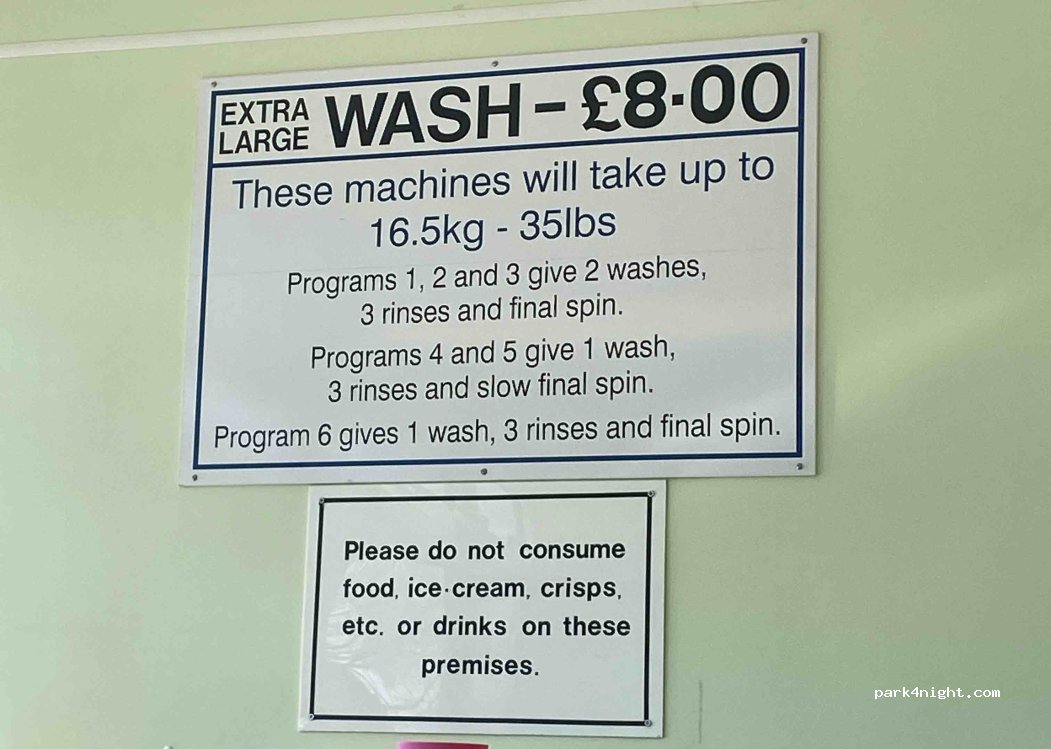 EXTRA LARGE WASH - £8·00
These machines will take up to
16.5kg - 35lbs
Programs 1, 2 and 3 give 2 washes,
3 rinses and final spin.
Programs 4 and 5 give 1 wash,
3 rinses and slow final spin.
Program 6 gives 1 wash, 3 rinses and final spin.
Please do not consume
food, ice·cream, crisps,
etc. or drinks on these
premises.
park4night.com